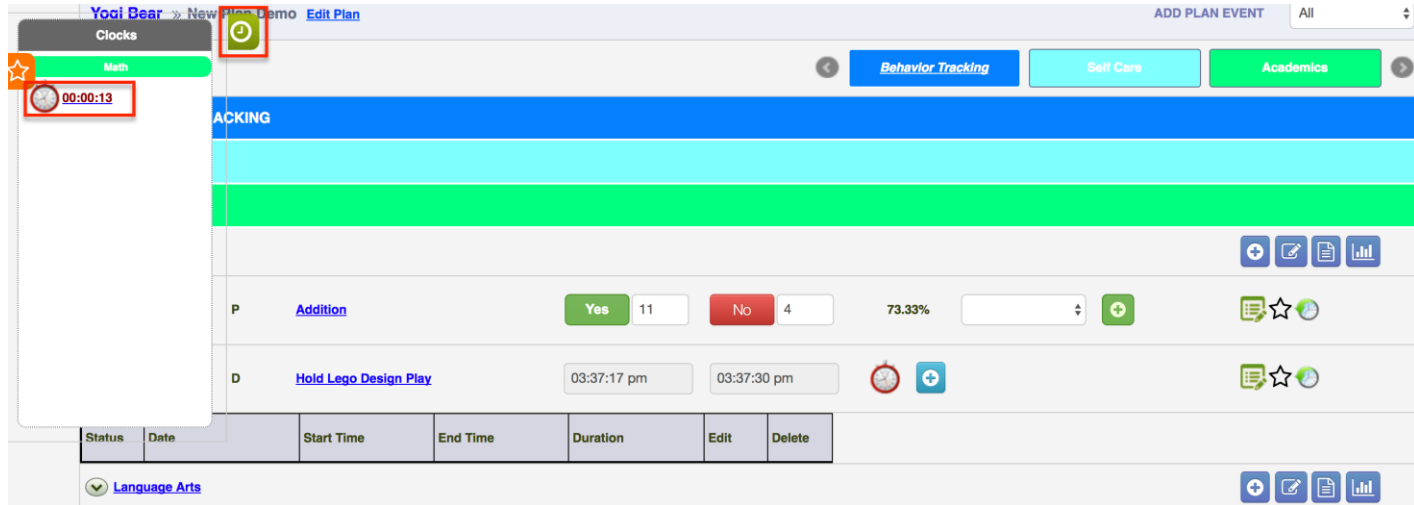 Yogi Bear » New Plan Demo Edit Plan
ADD PLAN EVENT All
Clocks
Math
00:00:13
Behavior Tracking Self Care Academics
ACKING
P Addition Yes 11 No 4 73.33%
D Hold Lego Design Play 03:37:17 pm 03:37:30 pm
Status Date Start Time End Time Duration Edit Delete
Language Arts